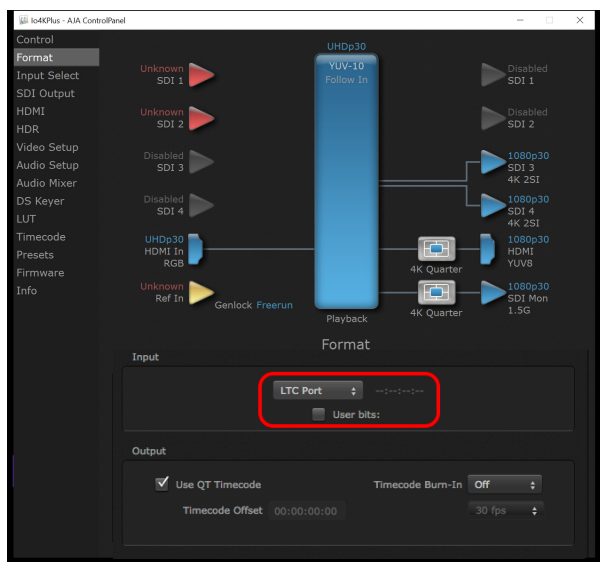 Io4KPlus - AJA ControlPanel
Control
Format
Input Select
SDI Output
HDMI
HDR
Video Setup
Audio Setup
Audio Mixer
DS Keyer
LUT
Timecode
Presets
Firmware
Info
UHDp30
YUV-10
Follow In
Playback
Unknown
SDI 1
Unknown
SDI 2
Disabled
SDI 3
Disabled
SDI 4
UHDp30
HDMI In
RGB
Unknown
Ref In
Genlock Freerun
Disabled
SDI 1
Disabled
SDI 2
1080p30
SDI 3
4K 2SI
1080p30
SDI 4
4K 2SI
4K Quarter
1080p30
HDMI
YUV8
4K Quarter
1080p30
SDI Mon
1.5G
Format
Input
LTC Port --:--:--:--
User bits:
Output
Use QT Timecode
Timecode Burn-In Off
Timecode Offset 00:00:00:00
30 fps